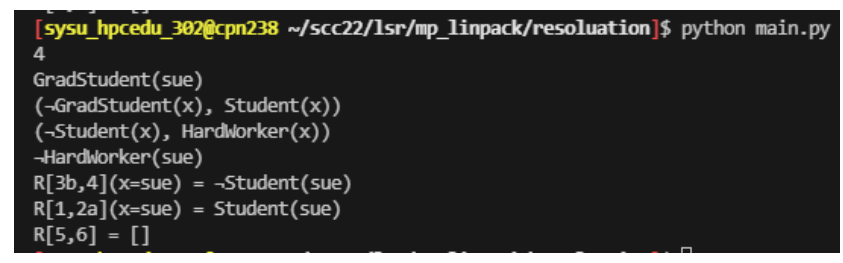 [sysu_hpcedu_302@cpn238 ~/scc22/lsr/mp_linpack/resoluation]$ python main.py
4
GradStudent(sue)
(¬GradStudent(x), Student(x))
(¬Student(x), HardWorker(x))
¬HardWorker(sue)
R[3b,4](x=sue) = ¬Student(sue)
R[1,2a](x=sue) = Student(sue)
R[5,6] = []